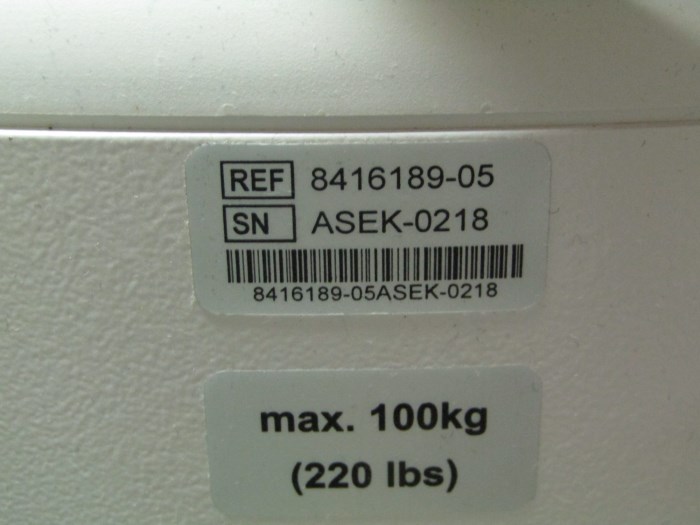 REF 8416189-05
SN ASEK-0218
8416189-05ASEK-0218
max. 100kg
(220 lbs)